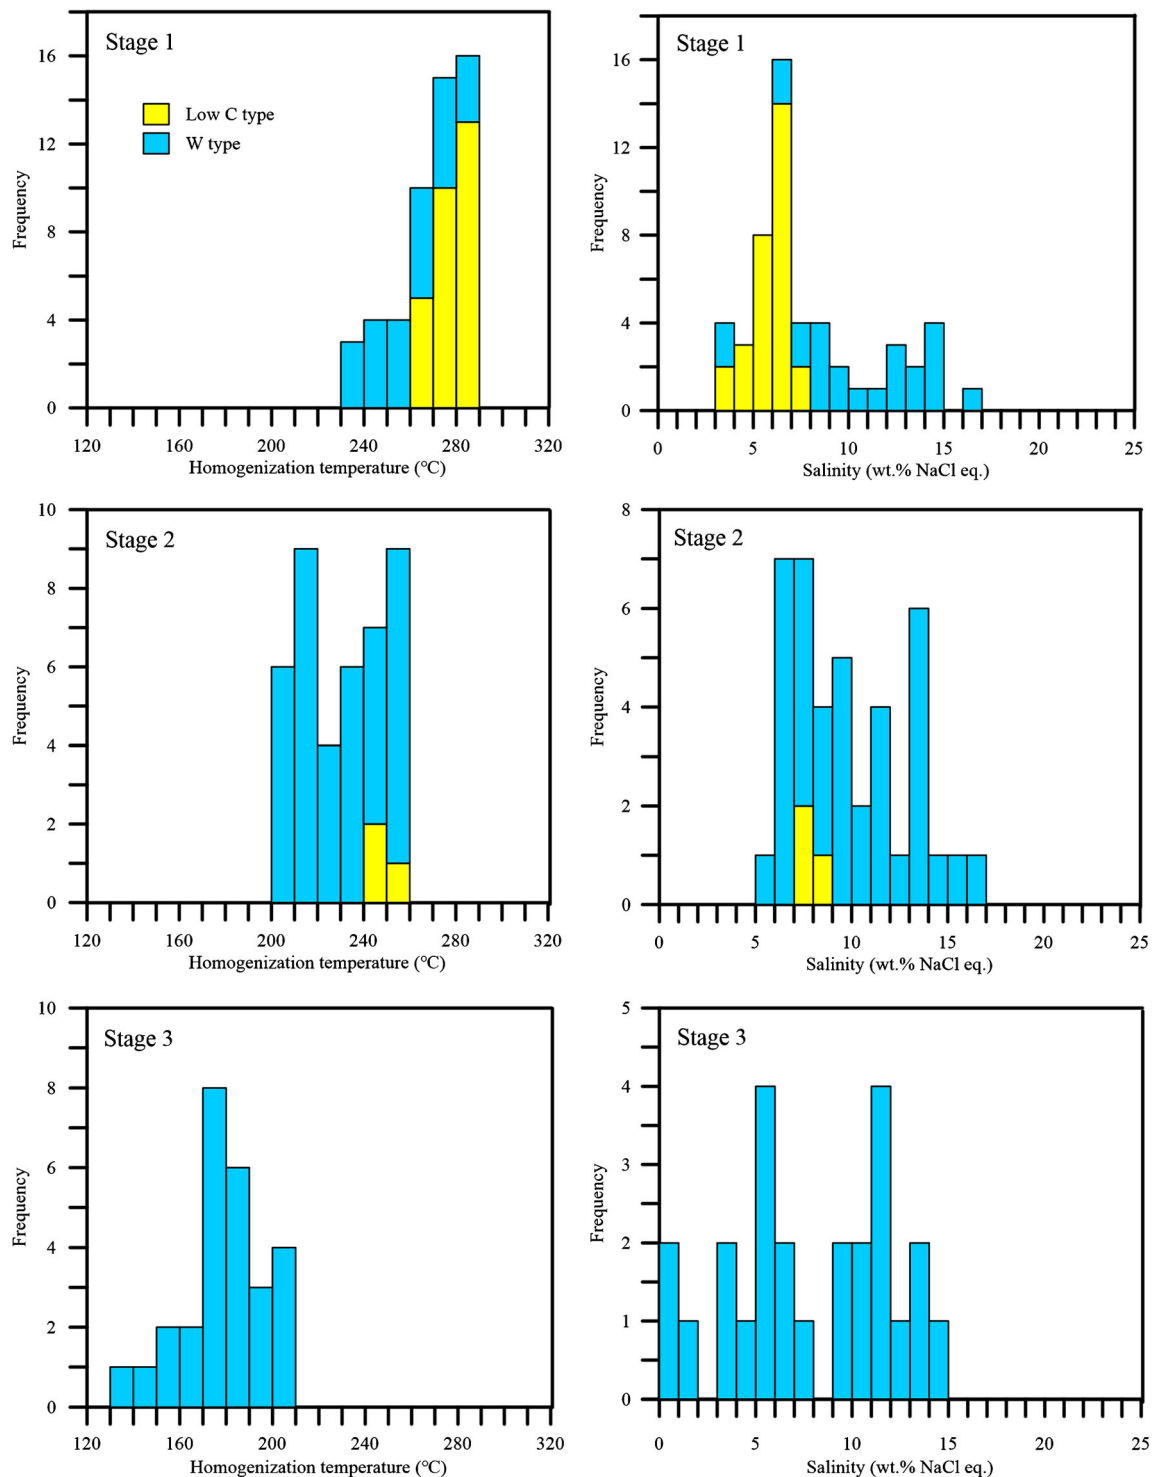 Stage 1
Low C type
W type
Frequency
16
12
8
4
0
120 160 200 240 280 320
Homogenization temperature (°C)
Stage 1
Frequency
16
12
8
4
0
0 5 10 15 20 25
Salinity (wt.% NaCl eq.)
Stage 2
Frequency
10
8
6
4
2
0
120 160 200 240 280 320
Homogenization temperature (°C)
Stage 2
Frequency
8
6
4
2
0
0 5 10 15 20 25
Salinity (wt.% NaCl eq.)
Stage 3
Frequency
10
8
6
4
2
0
120 160 200 240 280 320
Homogenization temperature (°C)
Stage 3
Frequency
5
4
3
2
1
0
0 5 10 15 20 25
Salinity (wt.% NaCl eq.)